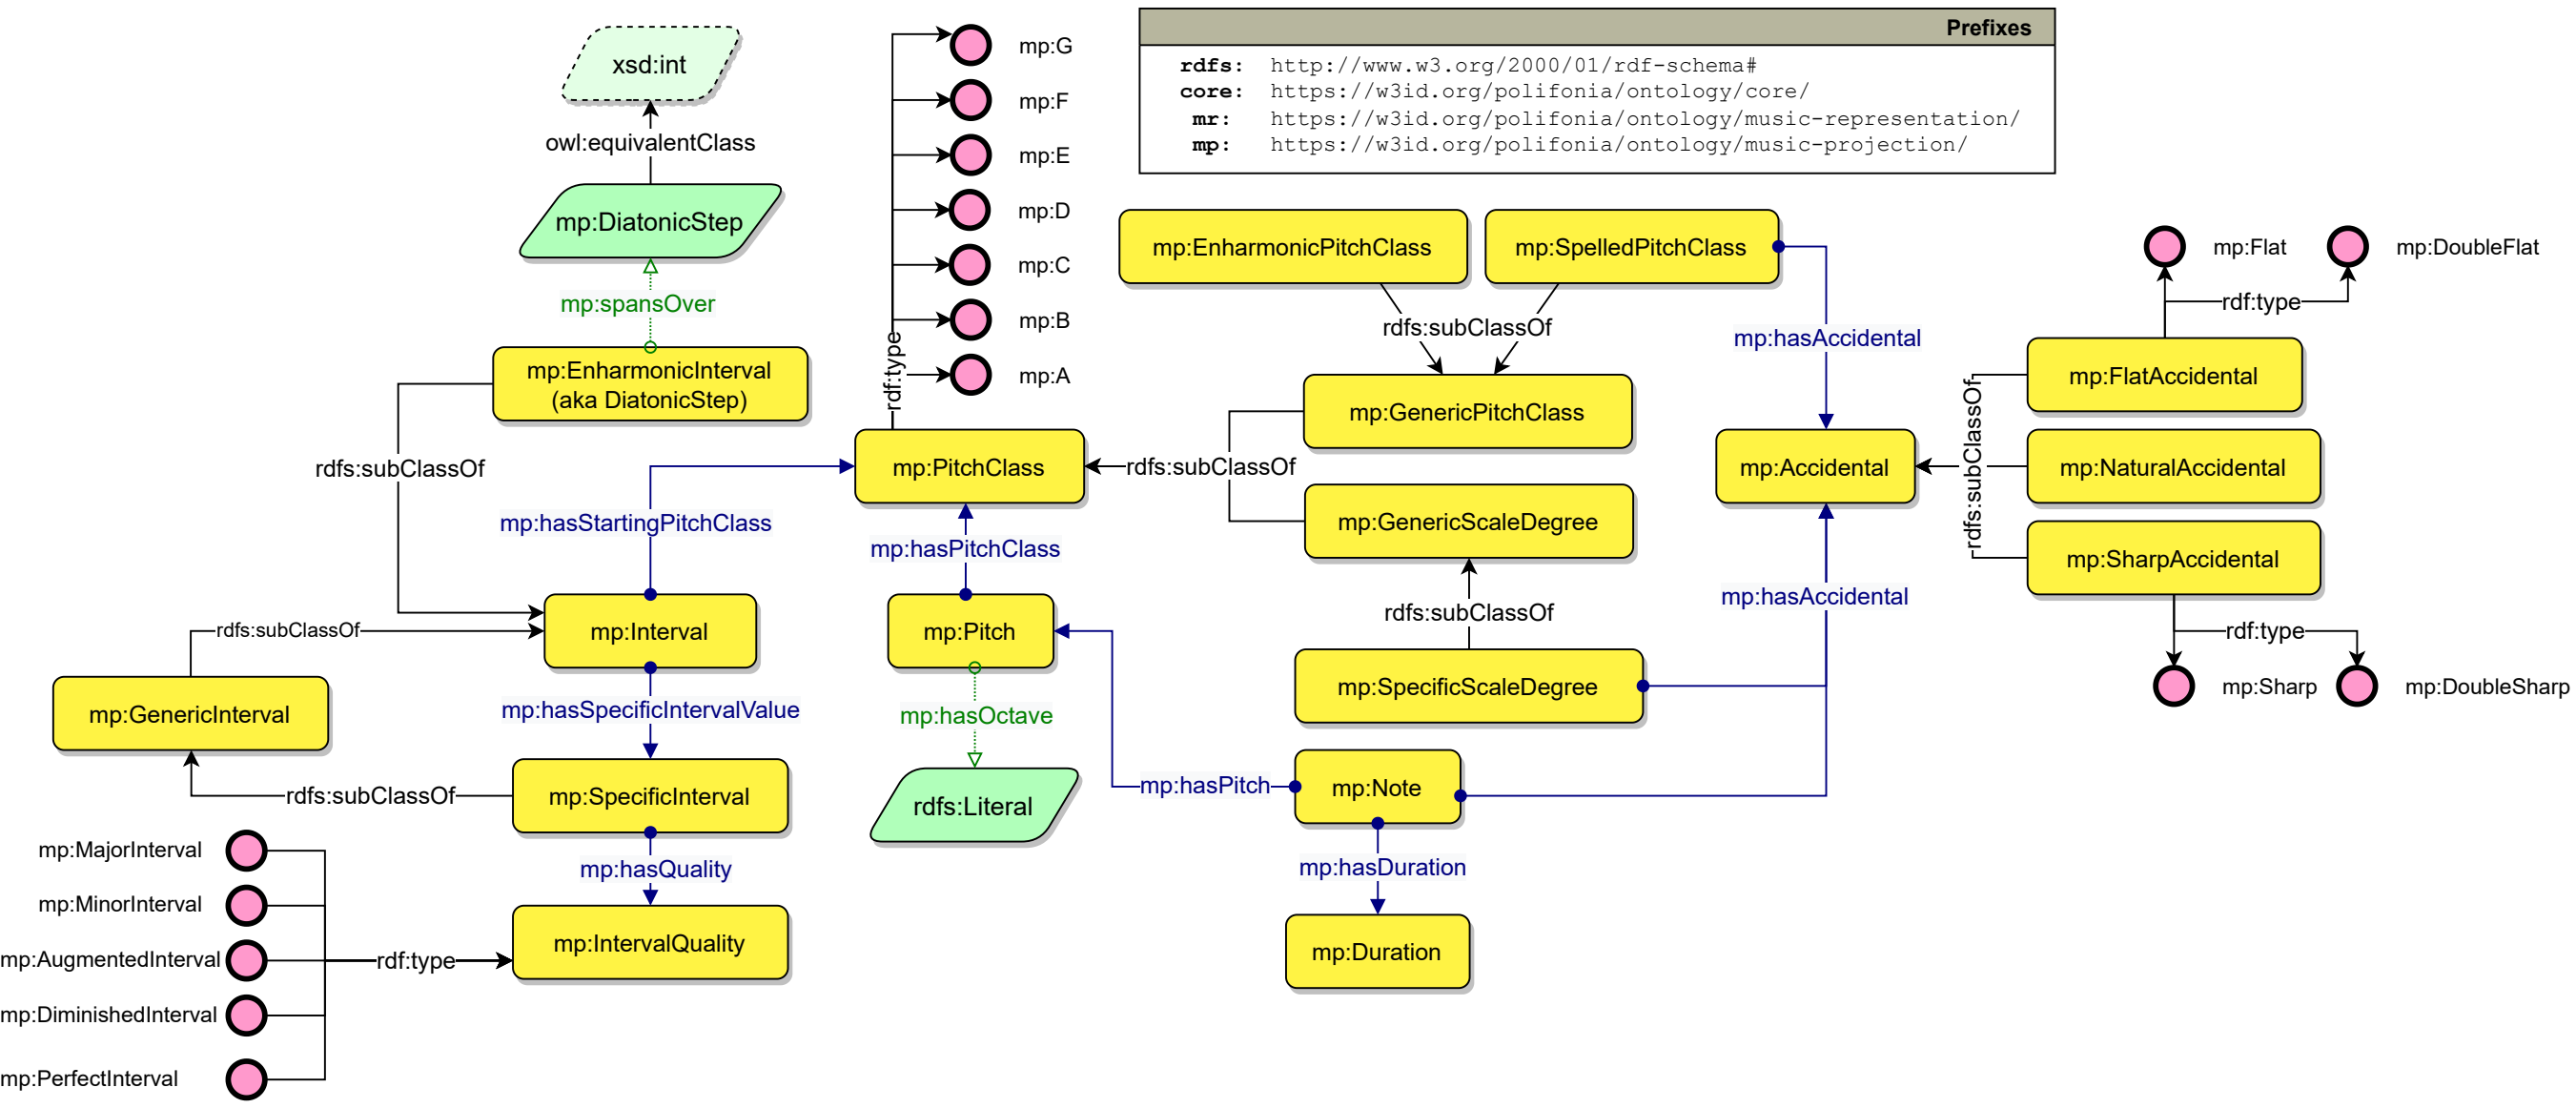 Prefixes
rdfs: http://www.w3.org/2000/01/rdf-schema#
core: https://w3id.org/polifonia/ontology/core/
mr: https://w3id.org/polifonia/ontology/music-representation/
mp: https://w3id.org/polifonia/ontology/music-projection/
xsd:int
owl:equivalentClass
mp:DiatonicStep
mp:spansOver
mp:EnharmonicInterval
(aka DiatonicStep)
rdfs:subClassOf
mp:hasStartingPitchClass
mp:Interval
rdfs:subClassOf
mp:GenericInterval
mp:hasSpecificIntervalValue
rdfs:subClassOf
mp:SpecificInterval
mp:hasQuality
mp:IntervalQuality
rdf:type
mp:MajorInterval
mp:MinorInterval
mp:AugmentedInterval
mp:DiminishedInterval
mp:PerfectInterval
mp:G
mp:F
mp:E
mp:D
mp:C
mp:B
mp:A
rdf:type
mp:PitchClass
mp:hasPitchClass
mp:Pitch
mp:hasOctave
rdfs:Literal
mp:EnharmonicPitchClass
mp:SpelledPitchClass
rdfs:subClassOf
mp:GenericPitchClass
rdfs:subClassOf
mp:GenericScaleDegree
rdfs:subClassOf
mp:SpecificScaleDegree
mp:hasPitch
mp:Note
mp:hasDuration
mp:Duration
mp:hasAccidental
mp:Accidental
mp:hasAccidental
mp:Flat
mp:DoubleFlat
rdf:type
mp:FlatAccidental
rdfs:subClassOf
mp:NaturalAccidental
mp:SharpAccidental
rdf:type
mp:Sharp
mp:DoubleSharp